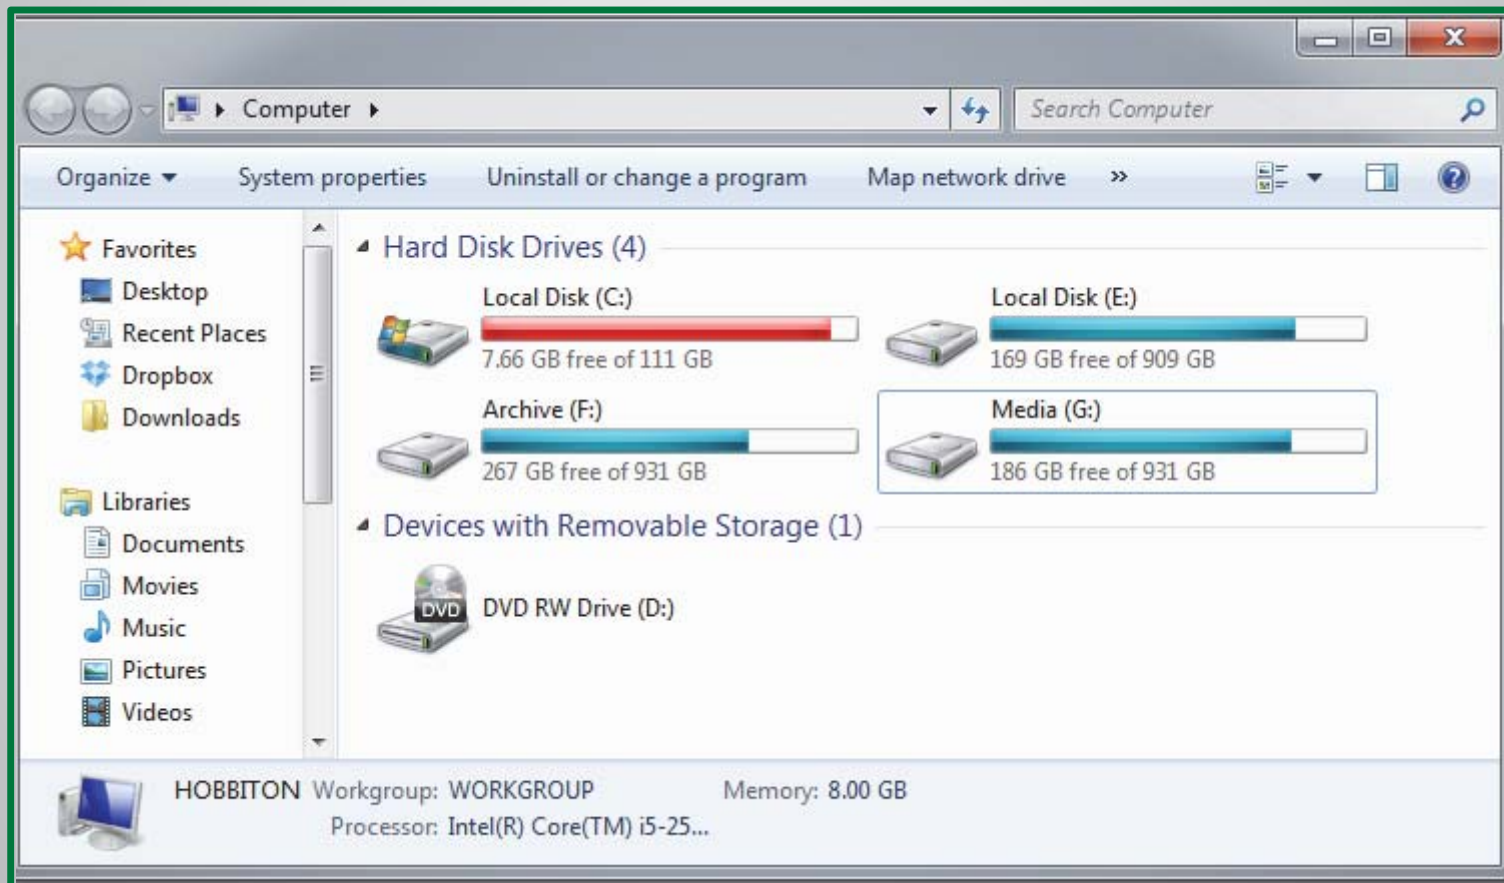 Computer
Search Computer
Organize System properties Uninstall or change a program Map network drive »
Favorites
Desktop
Recent Places
Dropbox
Downloads
Libraries
Documents
Movies
Music
Pictures
Videos
Hard Disk Drives (4)
Local Disk (C:)
7.66 GB free of 111 GB
Local Disk (E:)
169 GB free of 909 GB
Archive (F:)
267 GB free of 931 GB
Media (G:)
186 GB free of 931 GB
Devices with Removable Storage (1)
DVD
DVD RW Drive (D:)
HOBBITON Workgroup: WORKGROUP Memory: 8.00 GB
Processor: Intel(R) Core(TM) i5-25...